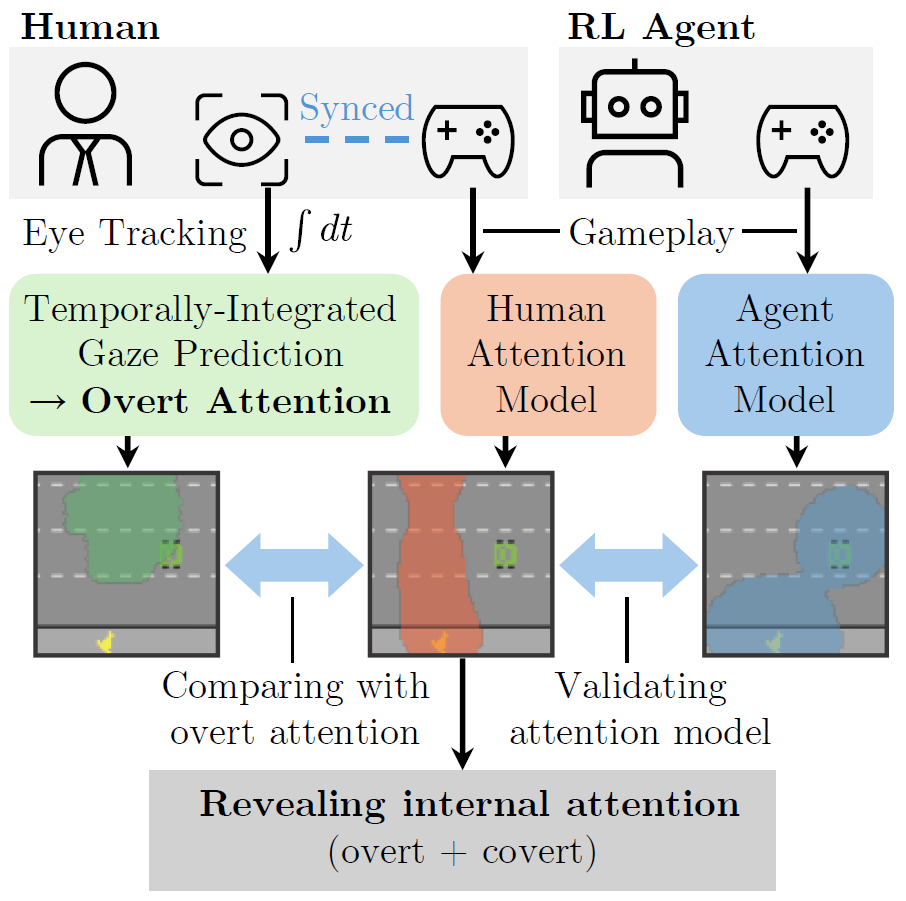 Human
RL Agent
Synced
Eye Tracking
∫ dt
Gameplay
Temporally-Integrated
Gaze Prediction
→ Overt Attention
Human
Attention
Model
Agent
Attention
Model
Comparing with
overt attention
Validating
attention model
Revealing internal attention
(overt + covert)